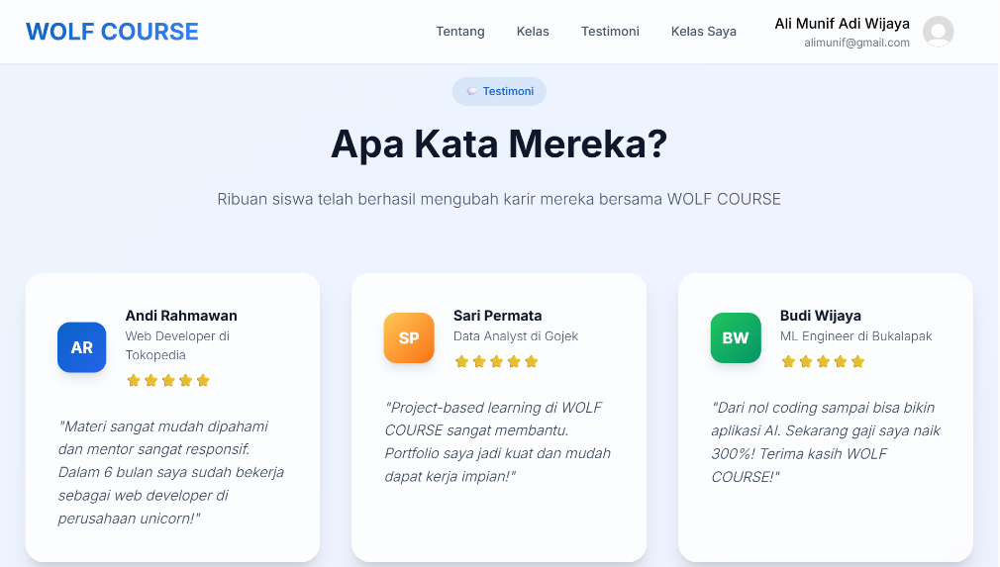 WOLF COURSE
Tentang
Kelas
Testimoni
Kelas Saya
Ali Munif Adi Wijaya
alimunif@gmail.com
Testimoni
Apa Kata Mereka?
Ribuan siswa telah berhasil mengubah karir mereka bersama WOLF COURSE
AR
Andi Rahmawan
Web Developer di
Tokopedia
"Materi sangat mudah dipahami
dan mentor sangat responsif.
Dalam 6 bulan saya sudah bekerja
sebagai web developer di
perusahaan unicorn!"
SP
Sari Permata
Data Analyst di Gojek
"Project-based learning di WOLF
COURSE sangat membantu.
Portfolio saya jadi kuat dan mudah
dapat kerja impian!"
BW
Budi Wijaya
ML Engineer di Bukalapak
"Dari nol coding sampai bisa bikin
aplikasi AI. Sekarang gaji saya naik
300%! Terima kasih WOLF
COURSE!"